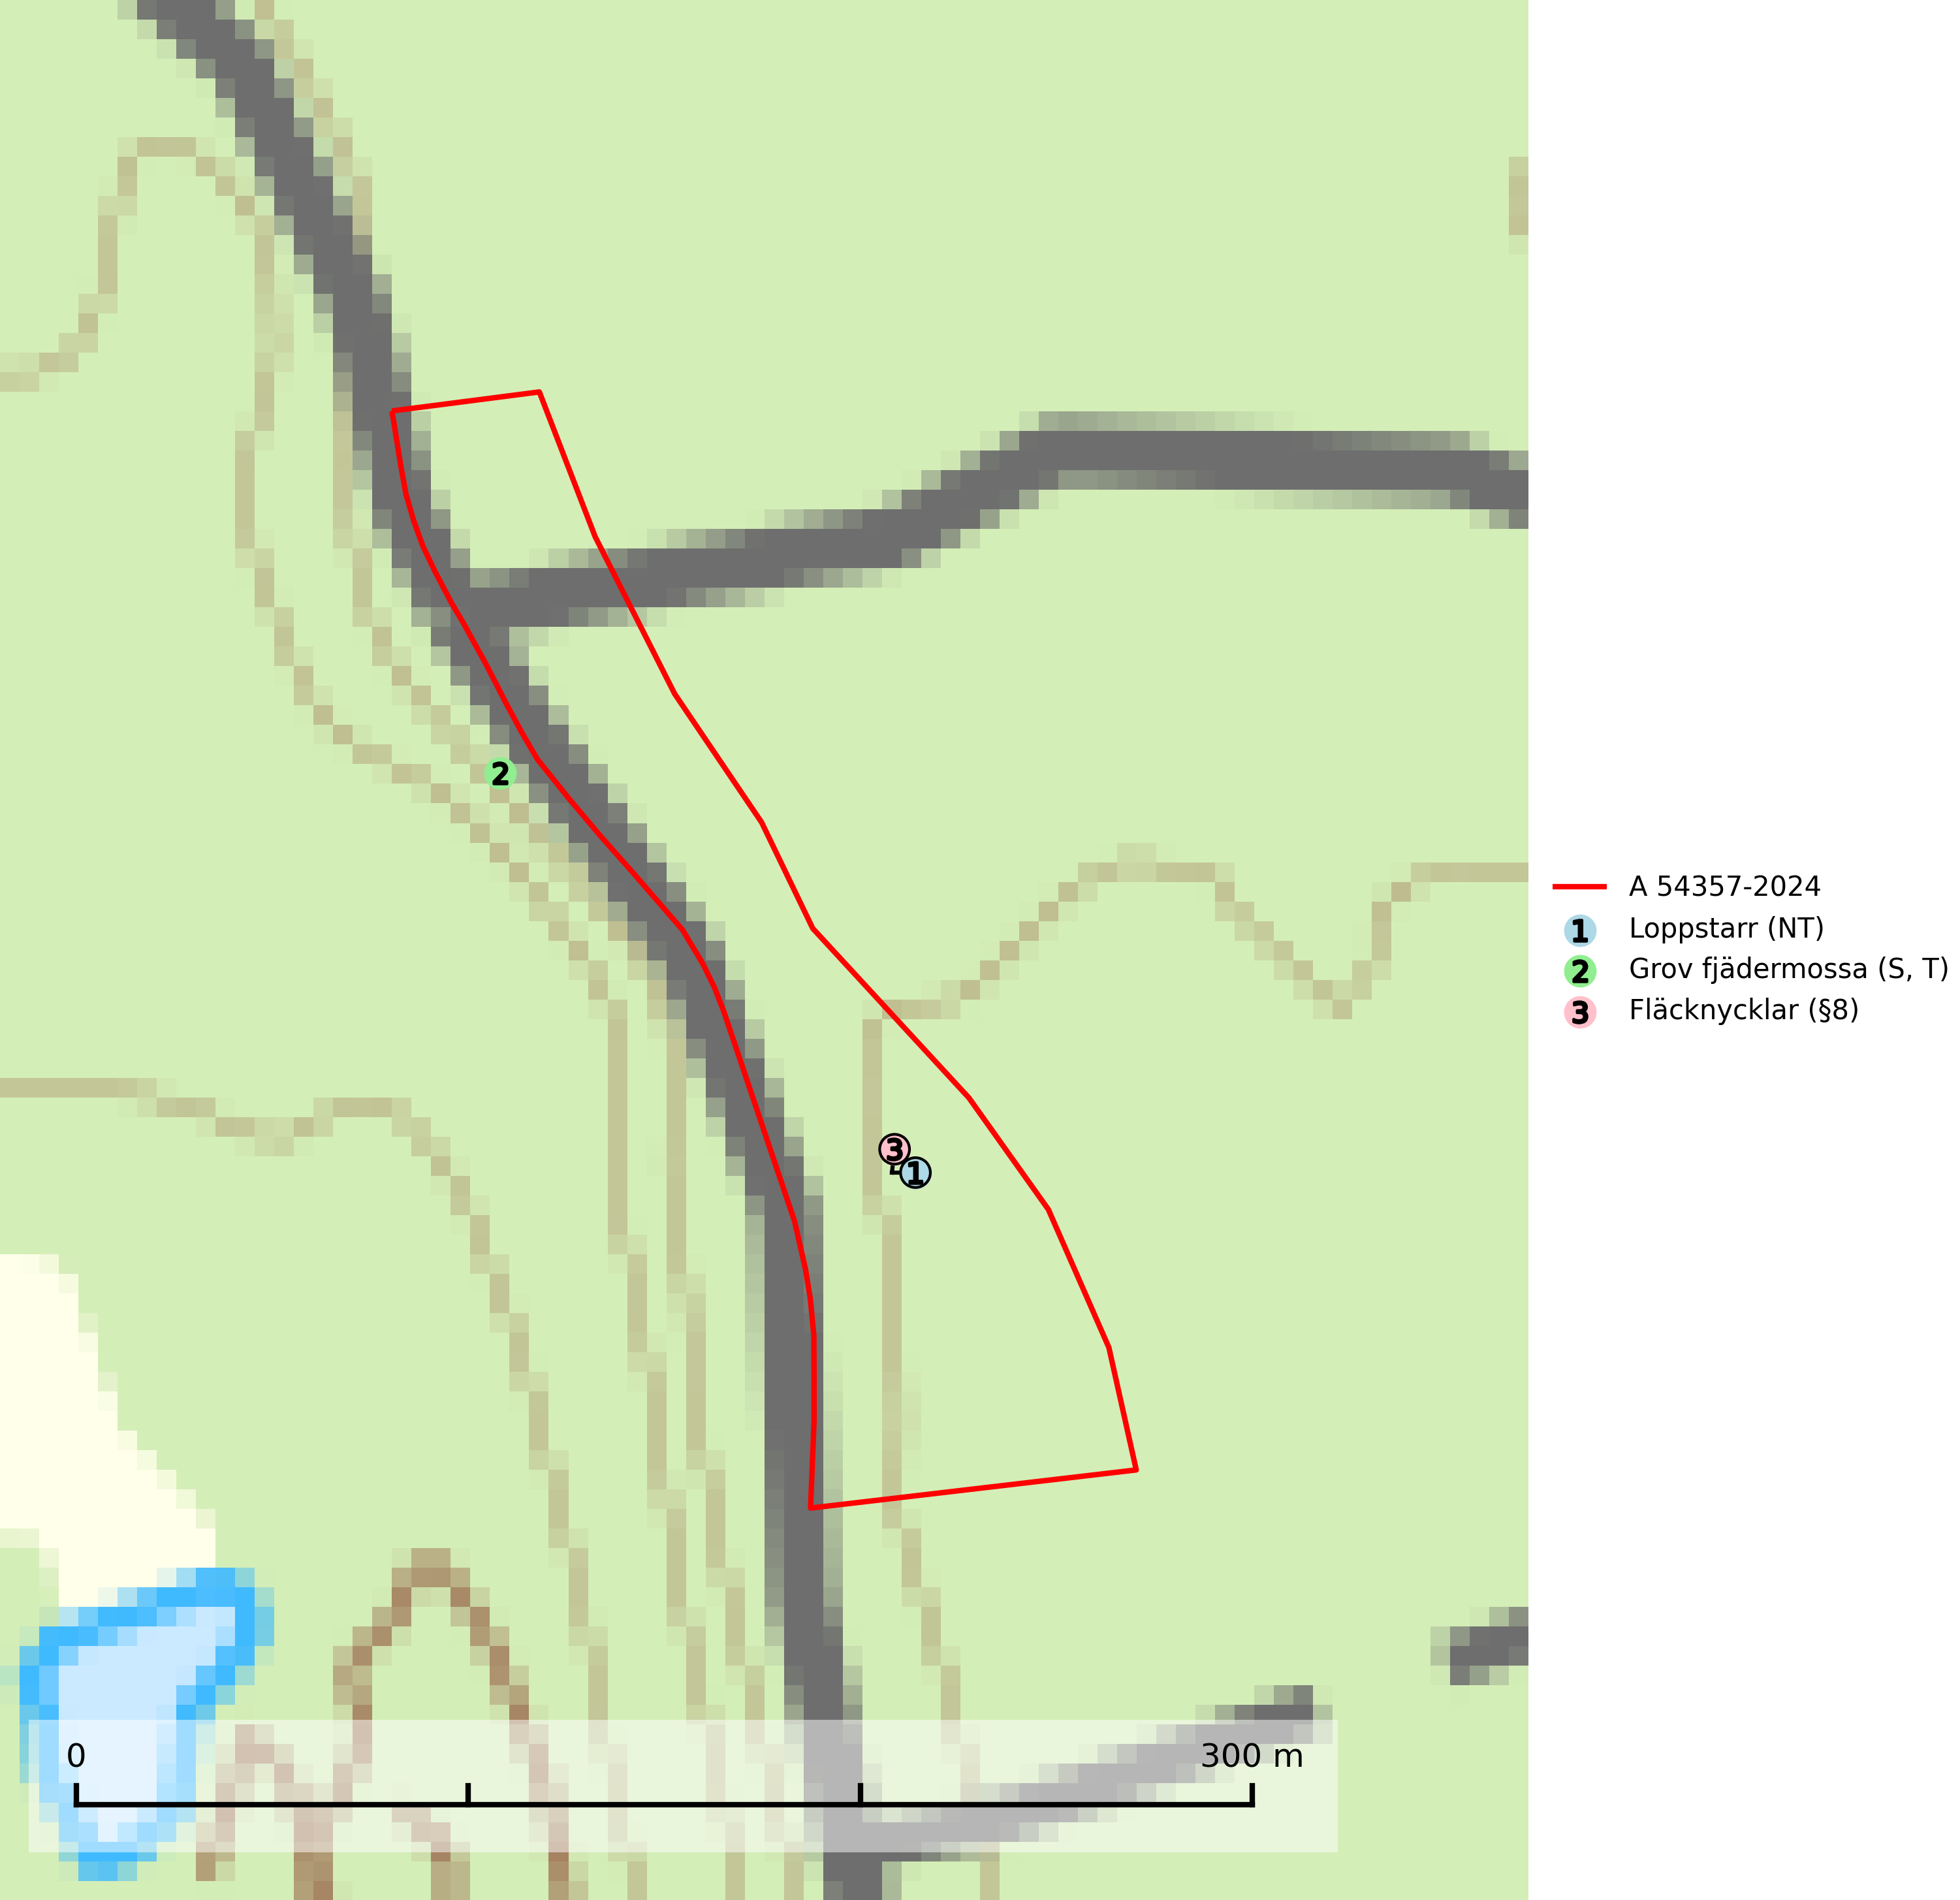 2
3
1
A 54357-2024
1 Loppstarr (NT)
2 Grov fjädermossa (S, T)
3 Fläcknycklar (§8)
0 300 m